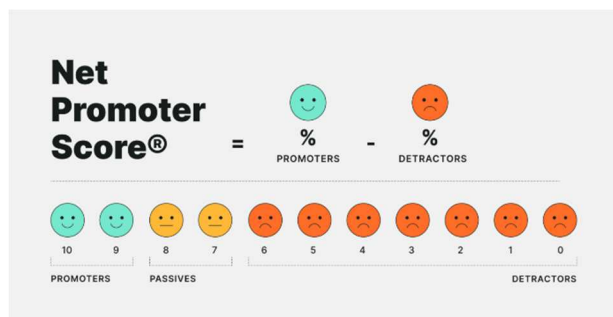 Net
Promoter
Score®
=
%
PROMOTERS
-
%
DETRACTORS
10 9 8 7 6 5 4 3 2 1 0
PROMOTERS PASSIVES DETRACTORS